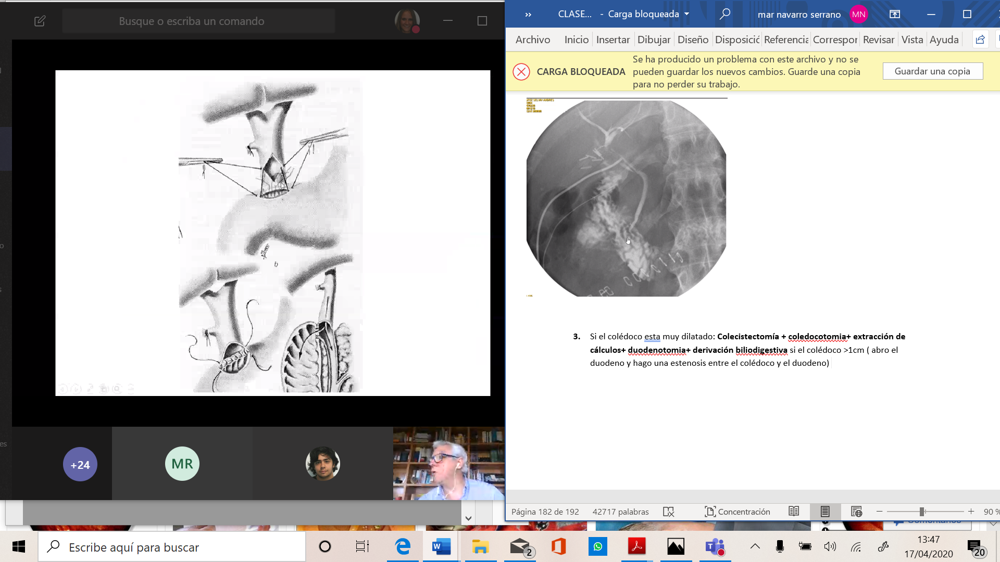 Busque o escriba un comando
b
+24
MR
CLASE... - Carga bloqueada
mar navarro serrano
MN
Archivo Inicio Insertar Dibujar Diseño Disposició Referencia Correspor Revisar Vista Ayuda
CARGA BLOQUEADA
Se ha producido un problema con este archivo y no se
pueden guardar los nuevos cambios. Guarde una copia
para no perder su trabajo.
Guardar una copia
3. Si el colédoco esta muy dilatado: Colecistectomía + coledocotomia+ extracción de
cálculos+ duodenotomia+ derivación biliodigestiva si el colédoco >1cm ( abro el
duodeno y hago una estenosis entre el colédoco y el duodeno)
Página 182 de 192 42717 palabras Concentración 90 %
Escribe aquí para buscar
2
13:47
17/04/2020
20